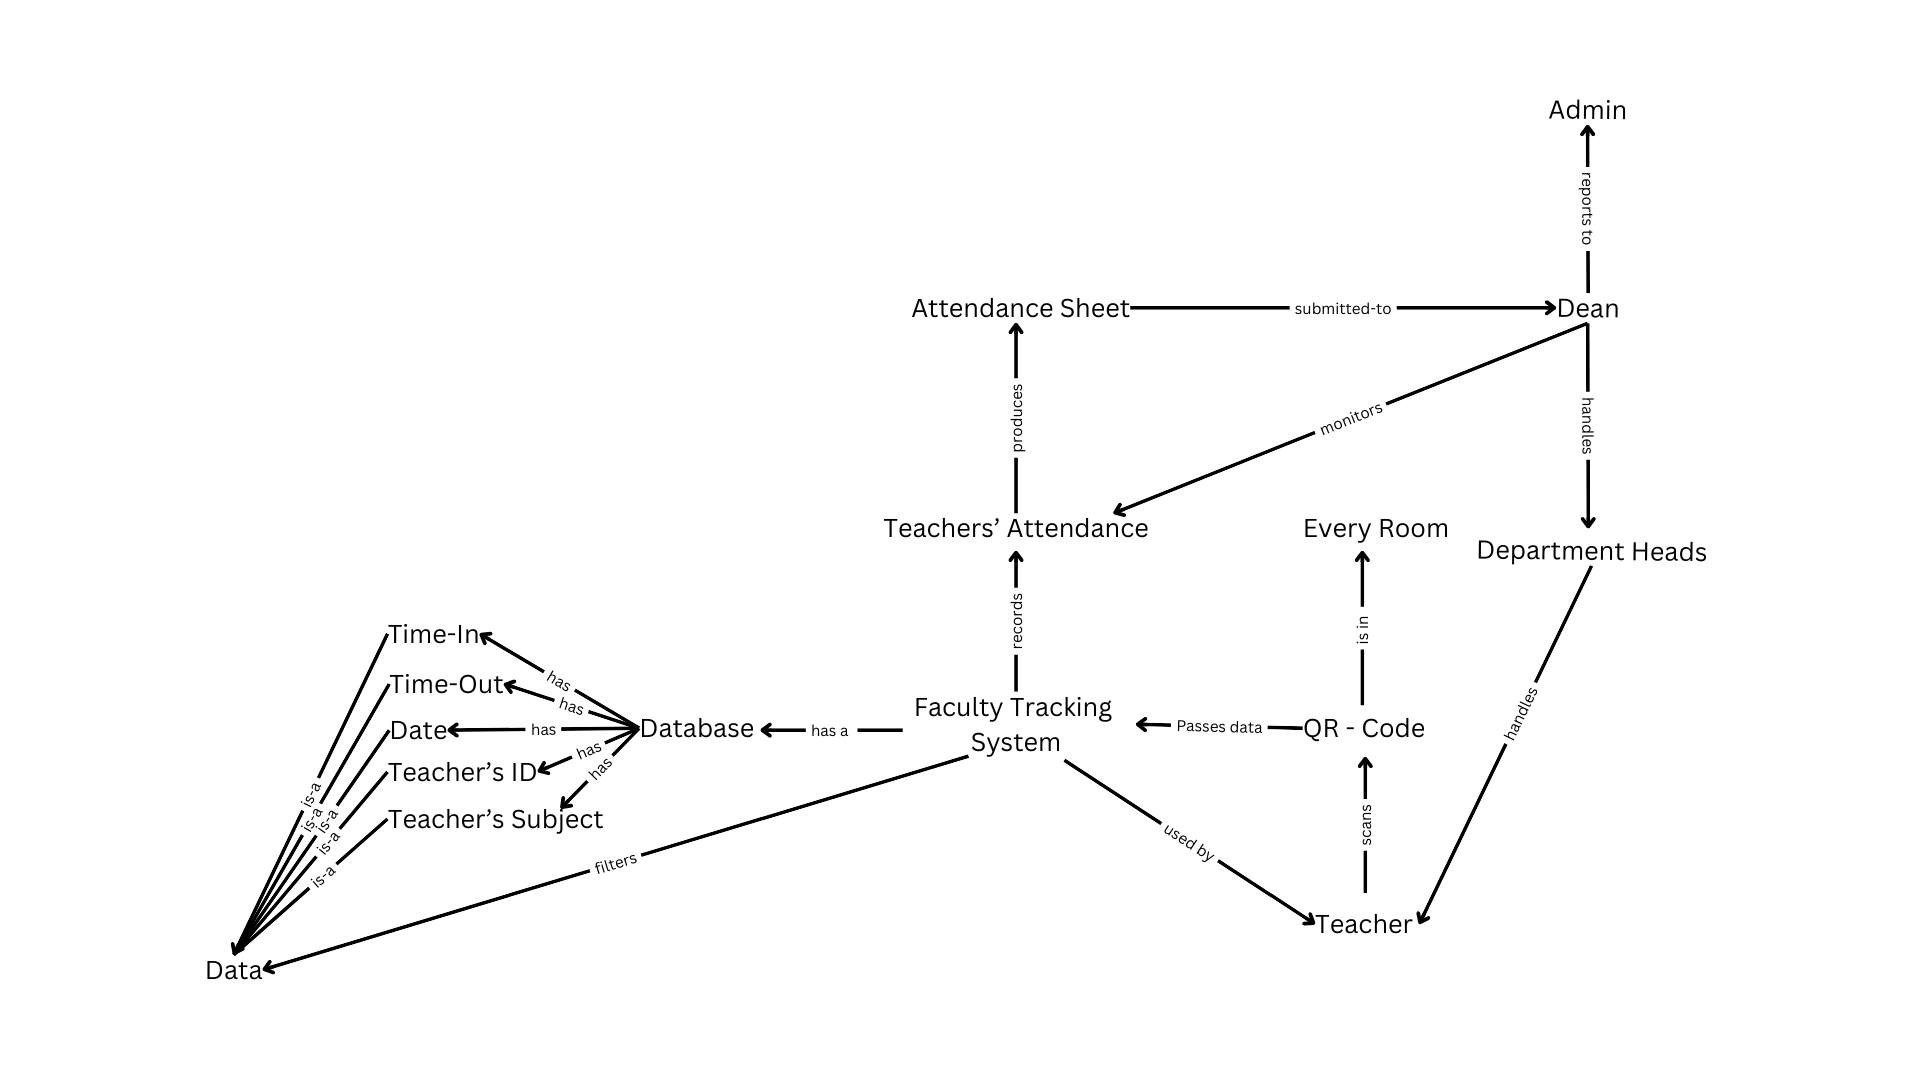 Admin
reports to
Attendance Sheet
submitted-to
Dean
produces
monitors
handles
Teachers’ Attendance
Every Room
Department Heads
records
is in
Time-In
has
Time-Out
has
Date
has
Database
has a
Faculty Tracking
System
Passes data
QR - Code
handles
Teacher's ID
has
Teacher's Subject
has
is-a
is-a
is-a
is-a
is-a
filters
used by
scans
Teacher
Data